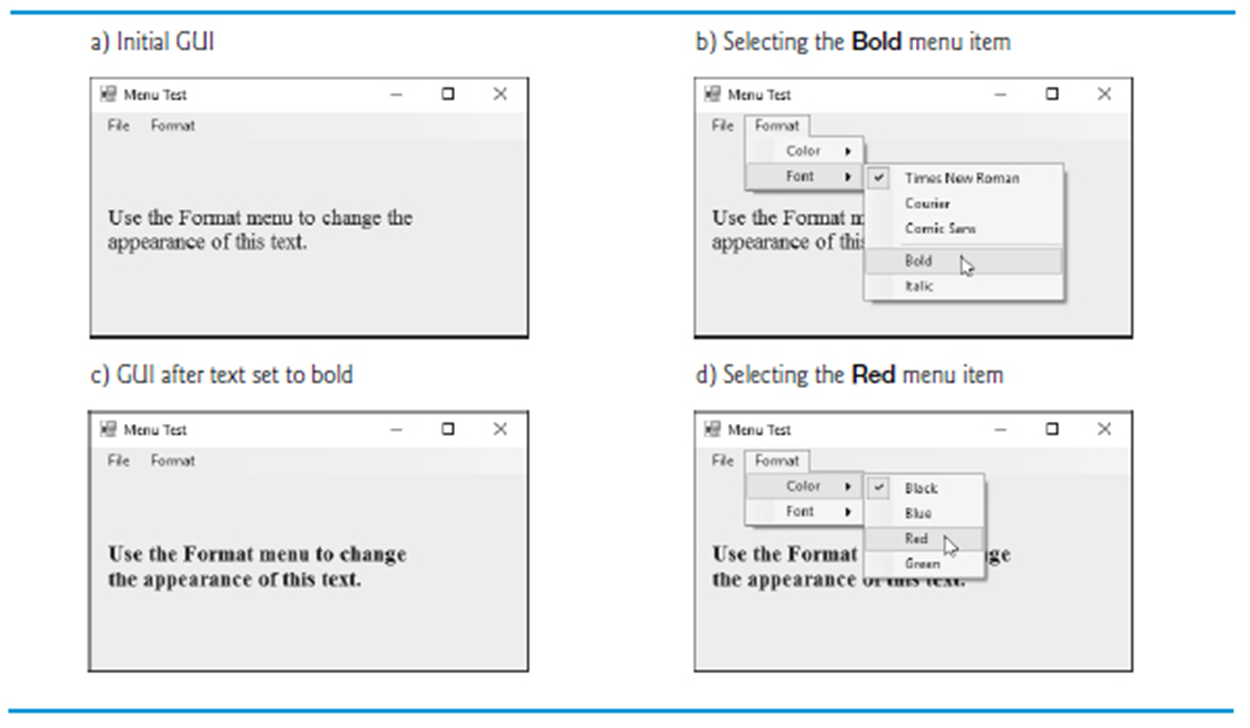 a) Initial GUI
Menu Test
File Format
Use the Format menu to change the
appearance of this text.
b) Selecting the Bold menu item
Menu Test
File Format
Color
Font
Times New Roman
Courier
Comic Sans
Bold
Italic
Use the Format m
appearance of this
c) GUI after text set to bold
Menu Test
File Format
Use the Format menu to change
the appearance of this text.
d) Selecting the Red menu item
Menu Test
File Format
Color
Font
Black
Blue
Red
Green
Use the Format ge
the appearance of this text.